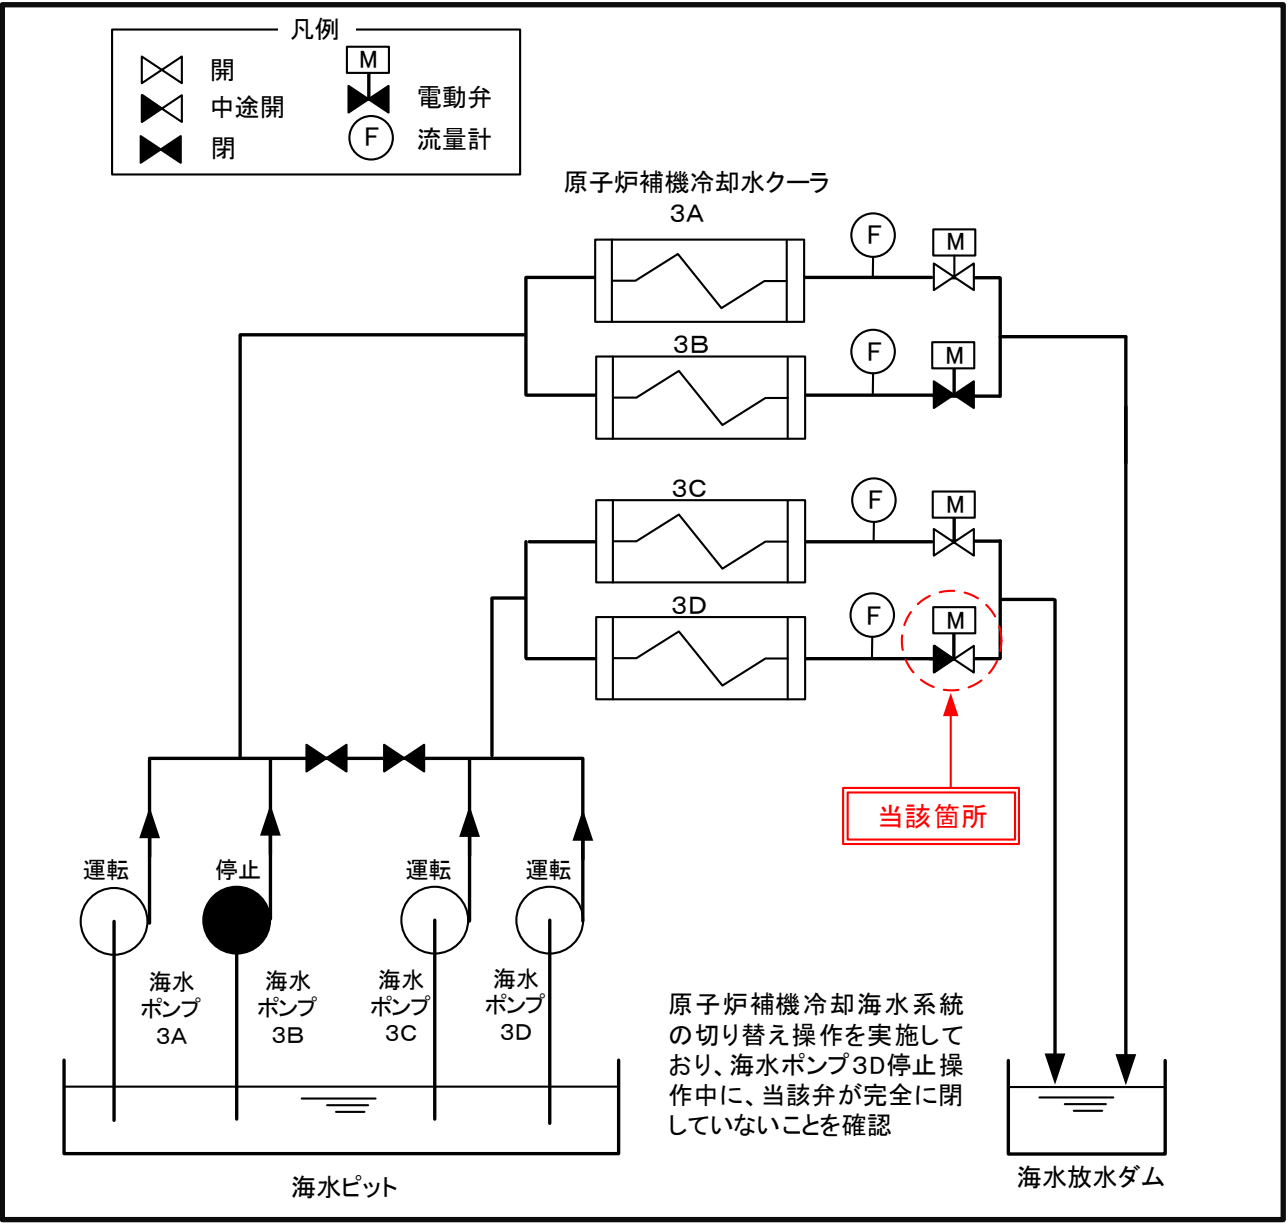 凡例
開
中途開
閉
M
電動弁
F
流量計
原子炉補機冷却水クーラ
3A
F
M
3B
F
M
3C
F
M
3D
F
M
当該箇所
運転
停止
運転
運転
海水
ポンプ
3A
海水
ポンプ
3B
海水
ポンプ
3C
海水
ポンプ
3D
原子炉補機冷却海水系統
の切り替え操作を実施して
おり、海水ポンプ3D停止操
作中に、当該弁が完全に閉
していないことを確認
海水ピット
海水放水ダム